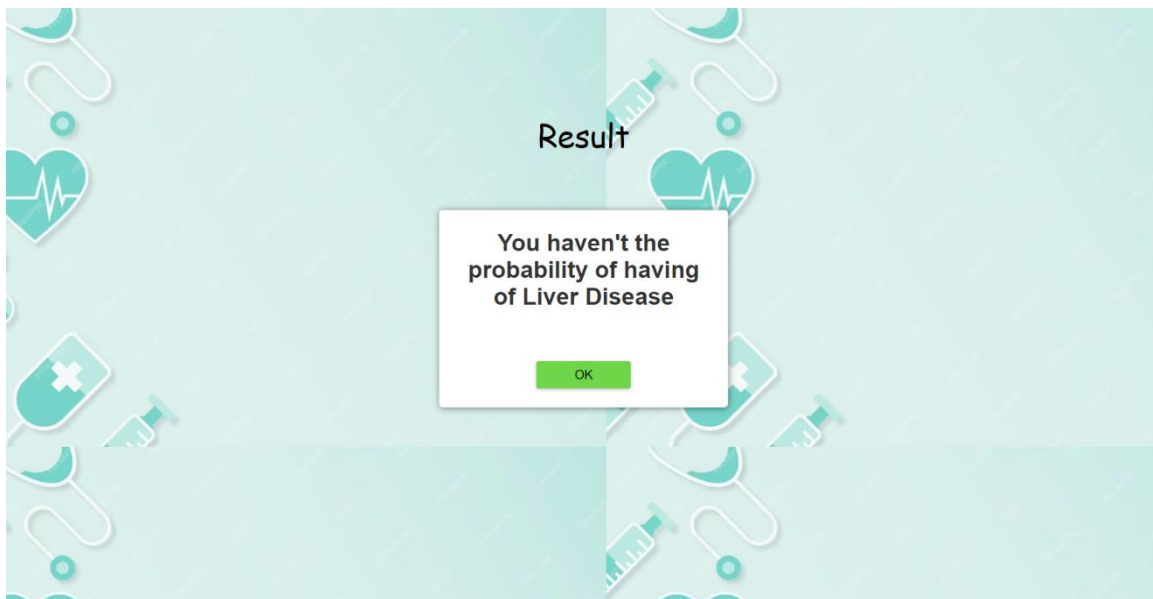 Result
You haven't the
probability of having
of Liver Disease
OK